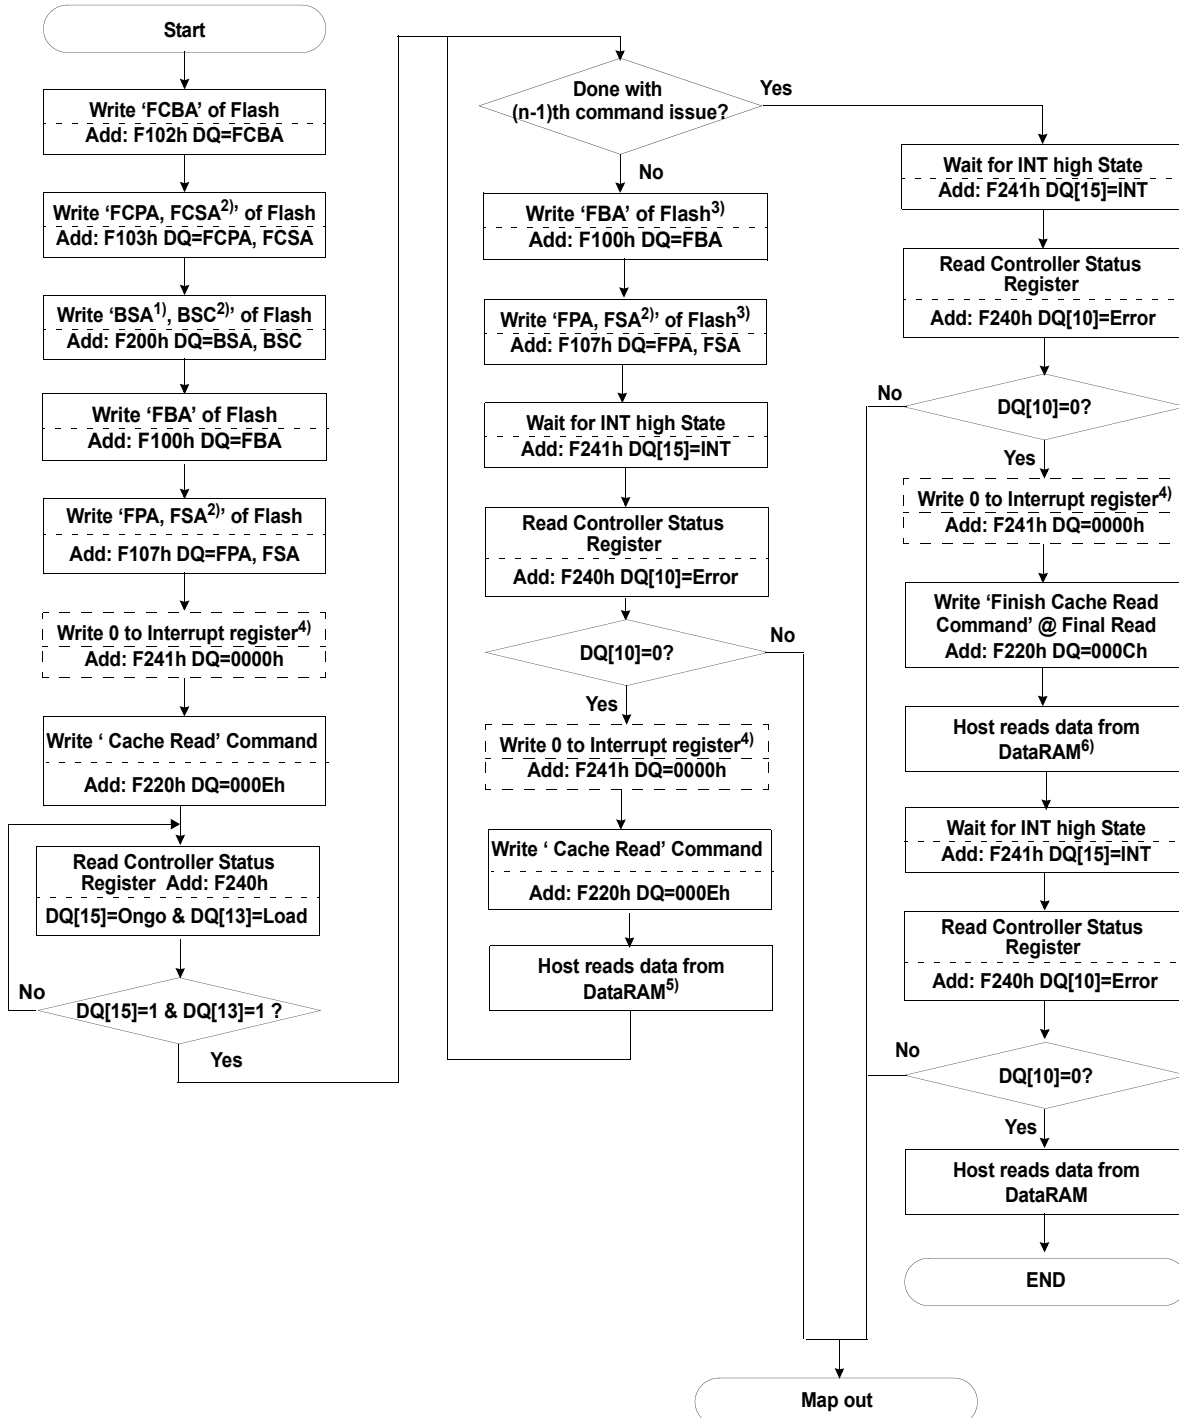 Start
Write ‘FCBA’ of Flash
Add: F102h DQ=FCBA
Write ‘FCPA, FCSA2)’ of Flash
Add: F103h DQ=FCPA, FCSA
Write ‘BSA1), BSC2)’ of Flash
Add: F200h DQ=BSA, BSC
Write ‘FBA’ of Flash
Add: F100h DQ=FBA
Write ‘FPA, FSA2)’ of Flash
Add: F107h DQ=FPA, FSA
Write 0 to Interrupt register4)
Add: F241h DQ=0000h
Write ‘ Cache Read’ Command
Add: F220h DQ=000Eh
Read Controller Status
Register Add: F240h
DQ[15]=Ongo & DQ[13]=Load
No
DQ[15]=1 & DQ[13]=1 ?
Yes
Done with
(n-1)th command issue?
Yes
No
Write ‘FBA’ of Flash3)
Add: F100h DQ=FBA
Write ‘FPA, FSA2)’ of Flash3)
Add: F107h DQ=FPA, FSA
Wait for INT high State
Add: F241h DQ[15]=INT
Read Controller Status
Register
Add: F240h DQ[10]=Error
No
DQ[10]=0?
Yes
Write 0 to Interrupt register4)
Add: F241h DQ=0000h
Write ‘ Cache Read’ Command
Add: F220h DQ=000Eh
Host reads data from
DataRAM5)
Wait for INT high State
Add: F241h DQ[15]=INT
Read Controller Status
Register
Add: F240h DQ[10]=Error
No
DQ[10]=0?
Yes
Write 0 to Interrupt register4)
Add: F241h DQ=0000h
Write ‘Finish Cache Read
Command’ @ Final Read
Add: F220h DQ=000Ch
Host reads data from
DataRAM6)
Wait for INT high State
Add: F241h DQ[15]=INT
Read Controller Status
Register
Add: F240h DQ[10]=Error
No
DQ[10]=0?
Yes
Host reads data from
DataRAM
END
Map out